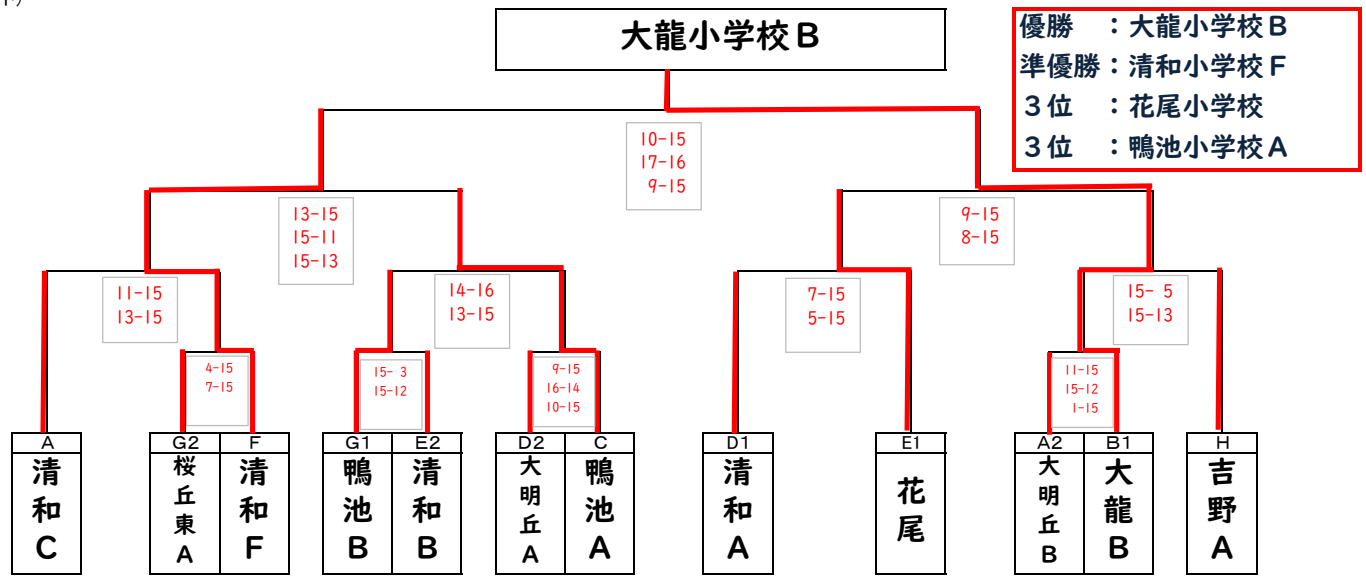 大龍小学校B
優勝 :大龍小学校B
準優勝:清和小学校F
3位 :花尾小学校
3位 :鴨池小学校A
10-15
17-16
9-15
13-15
15-11
15-13
9-15
8-15
11-15
13-15
14-16
13-15
7-15
5-15
15- 5
15-13
4-15
7-15
15- 3
15-12
9-15
16-14
10-15
11-15
15-12
1-15
A
清和C
G2
桜丘東A
F
清和F
G1
鴨池B
E2
清和B
D2
大明丘A
C
鴨池A
D1
清和A
E1
花尾
A2
大明丘B
B1
大龍B
H
吉野A